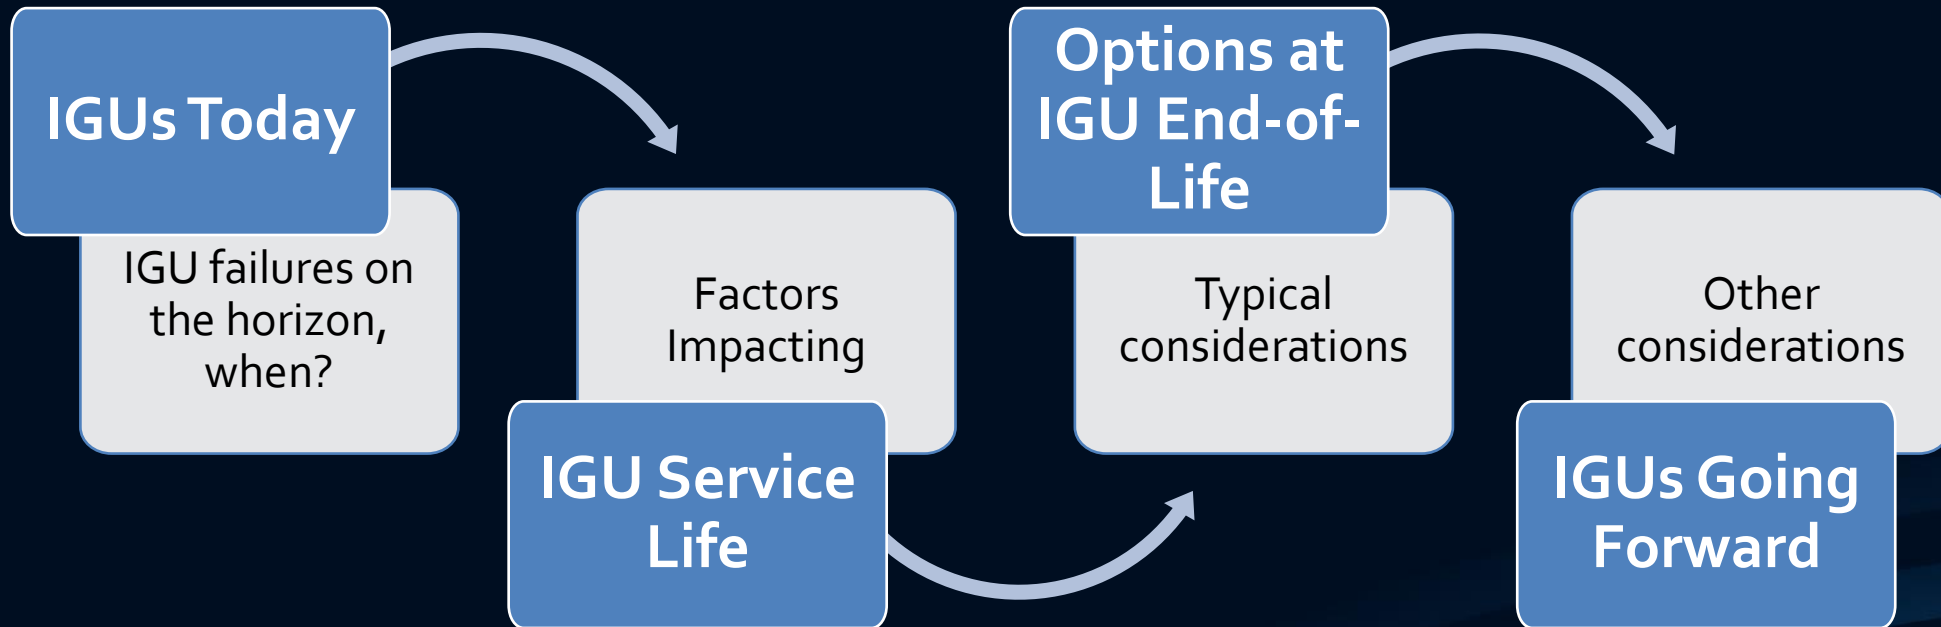 IGUs Today
IGU failures on
the horizon,
when?
Factors
Impacting
IGU Service
Life
Options at
IGU End-of-
Life
Typical
considerations
Other
considerations
IGUs Going
Forward